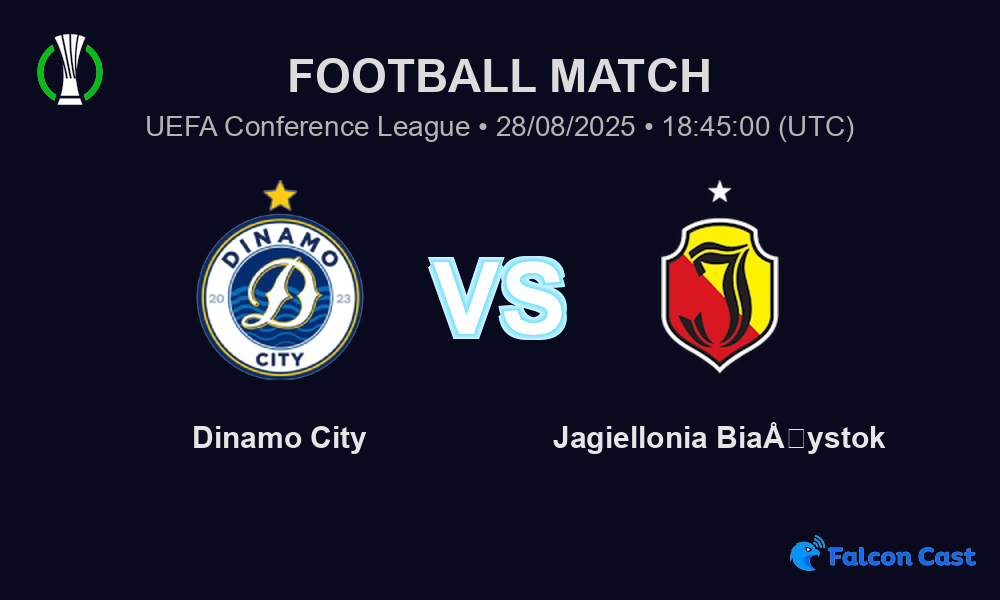 FOOTBALL MATCH
UEFA Conference League • 28/08/2025 • 18:45:00 (UTC)
DINAMO
20 23
CITY
VS
J
Dinamo City
Jagiellonia BiaÅ□ystok
Falcon Cast